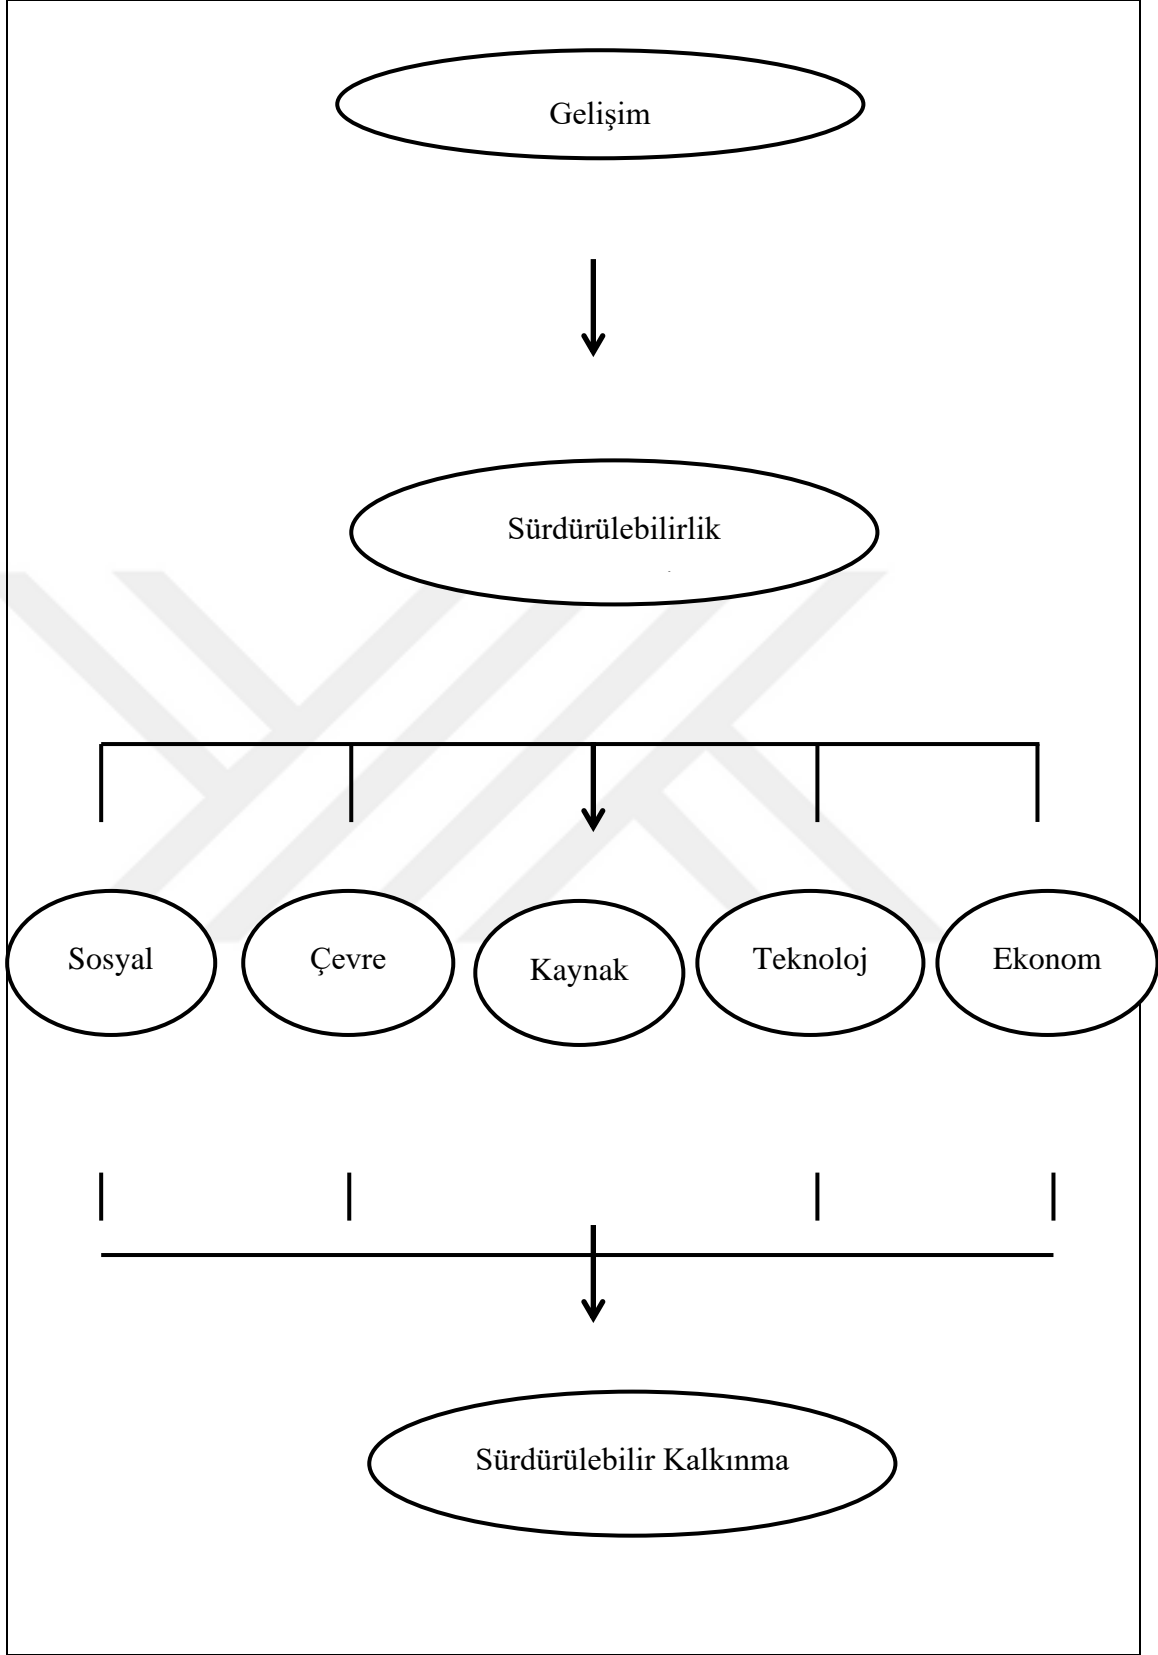 Gelişim
Sürdürülebilirlik
Sosyal
Çevre
Kaynak
Teknoloj
Ekonom
Sürdürülebilir Kalkınma